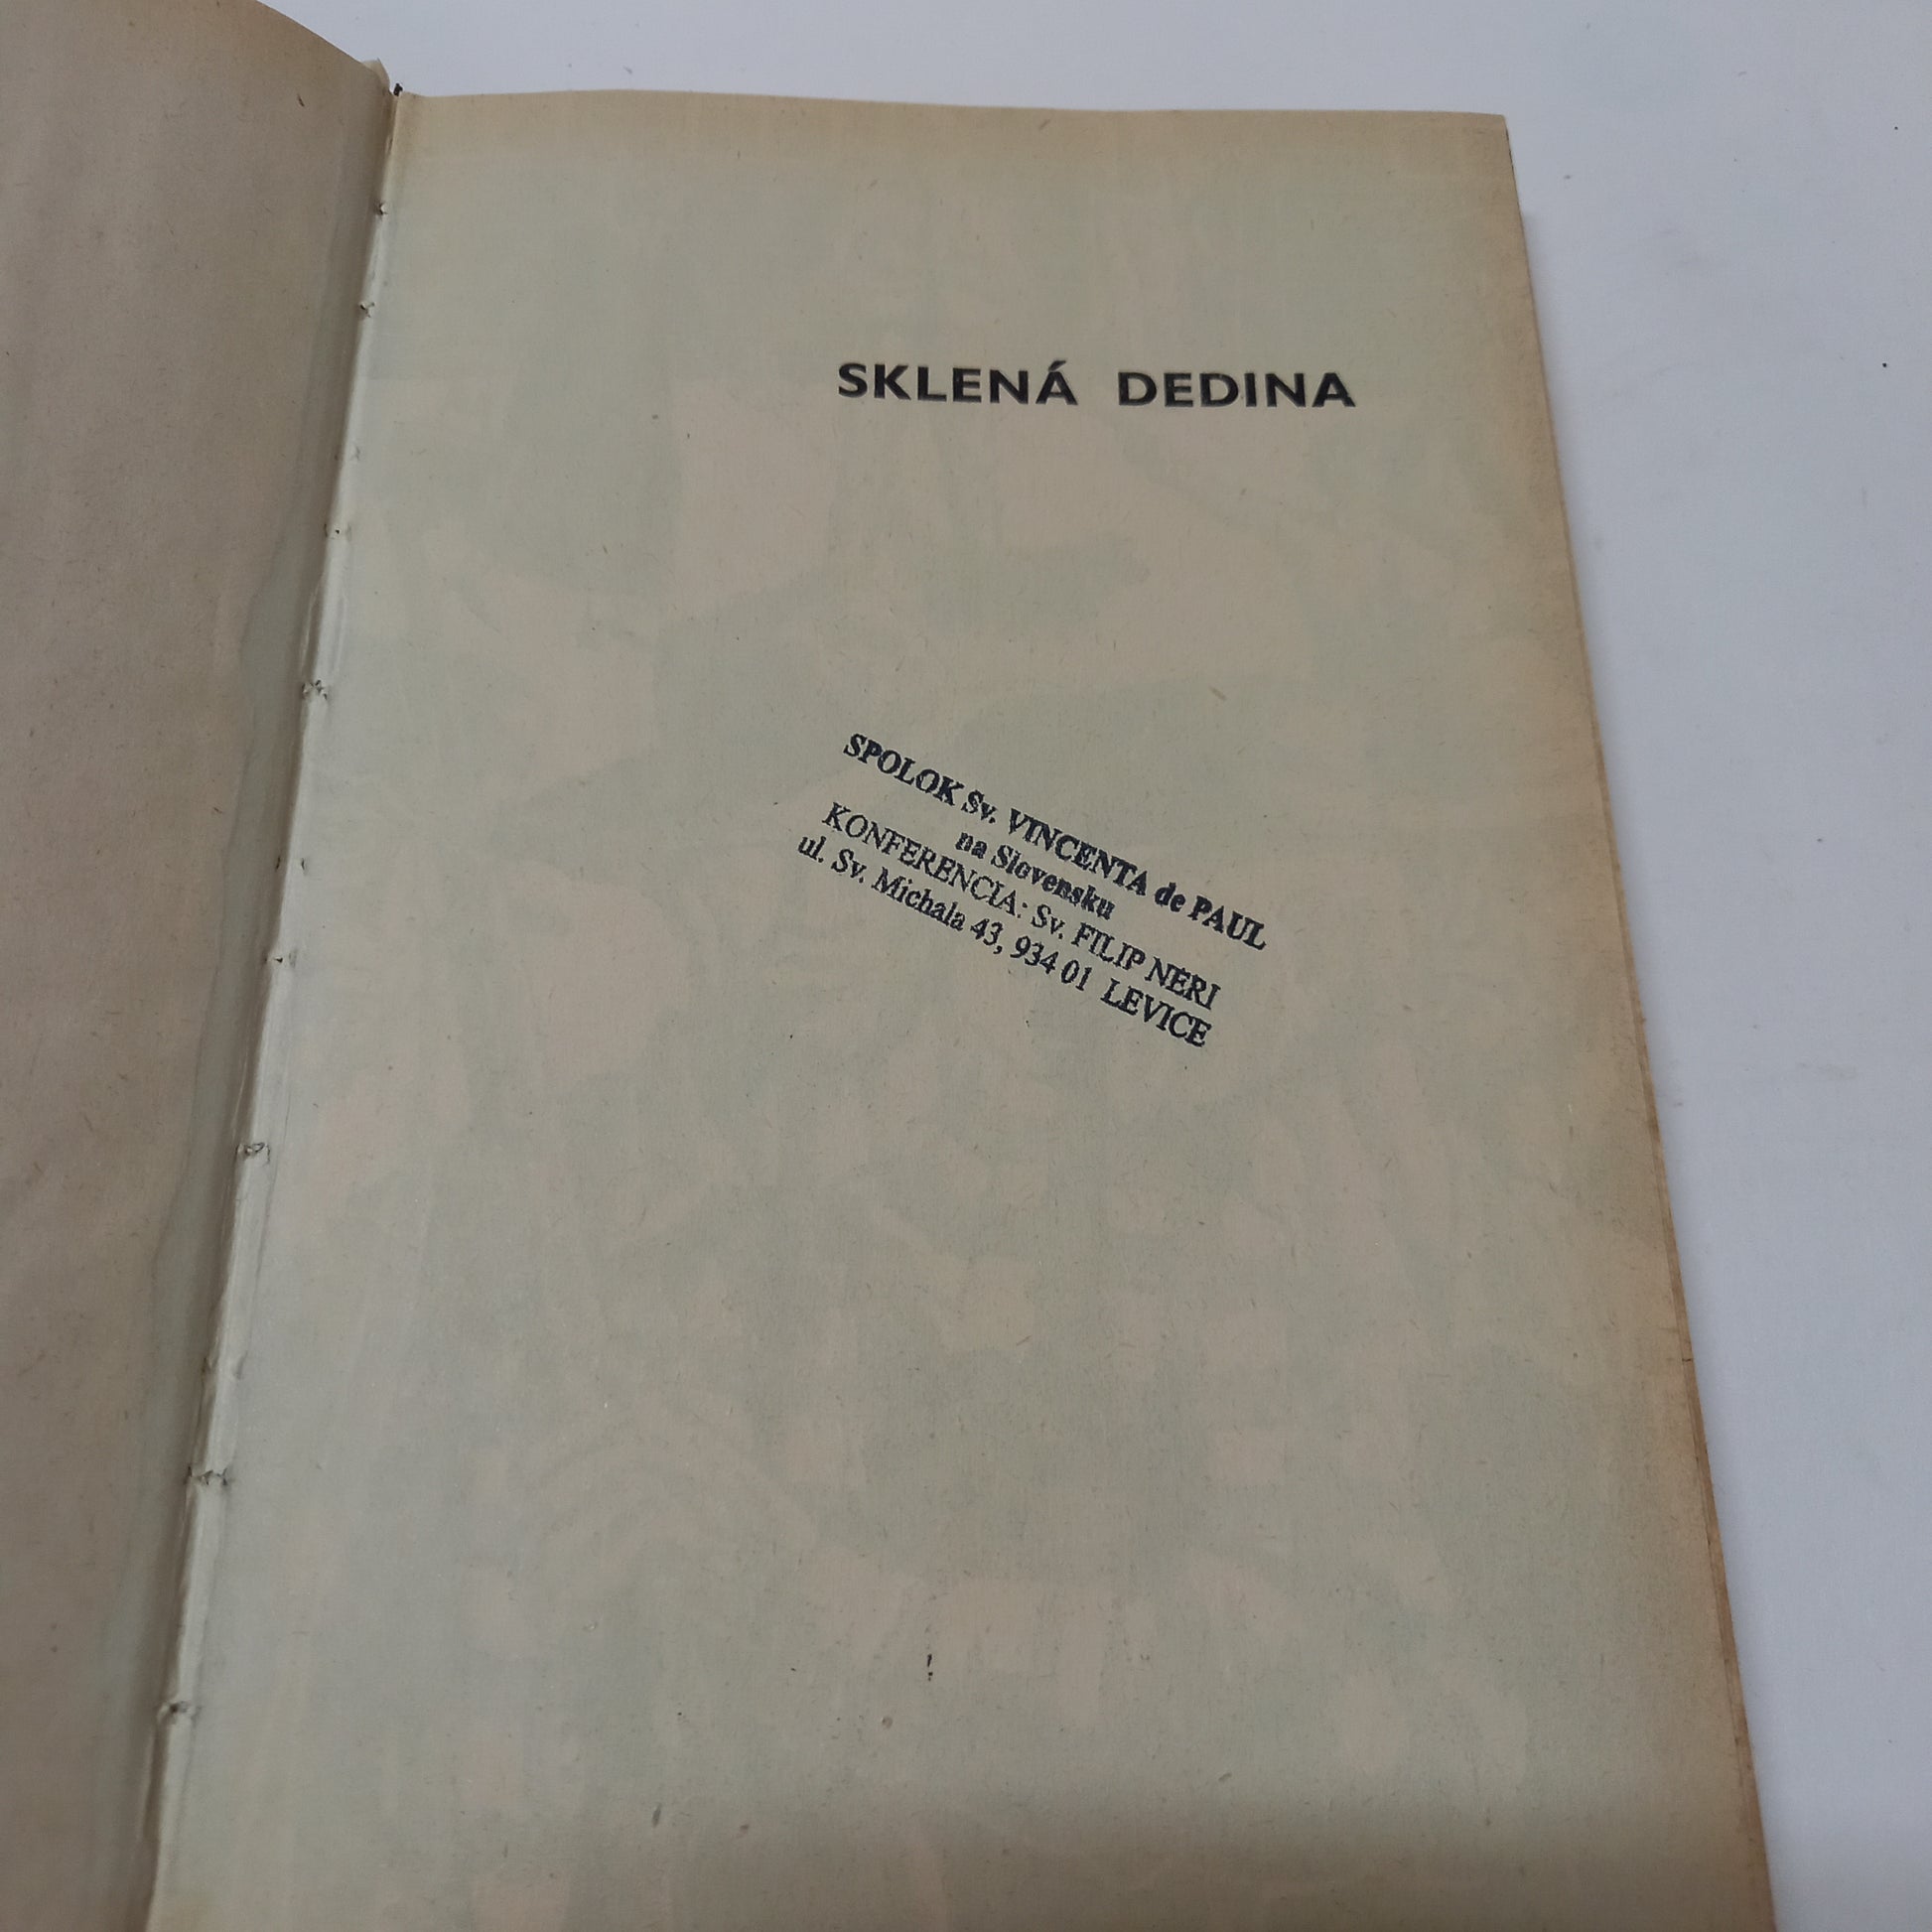 SKLENÁ DEDINA
SPOLOK Sv. VINCENTA de PAUL
na Slovensku
KONFERENCIA: Sv. FILIP NÉRI
ul. Sv. Michala 43, 934 01 LEVICE